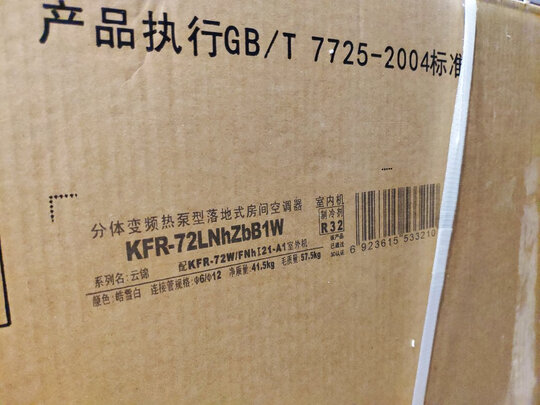 产品执行GB/T 7725-2004标准
分体变频热泵型落地式房间空调器
室内机
KFR-72LNhZbB1W
制冷剂
R32
配KFR-72W/FNhZ21-A1室外机
系列名:云锦
颜色:皓雪白 连接管规格:Φ6/Φ12 净质量:41.5kg 毛质量:57.5kg
6 923615 533210